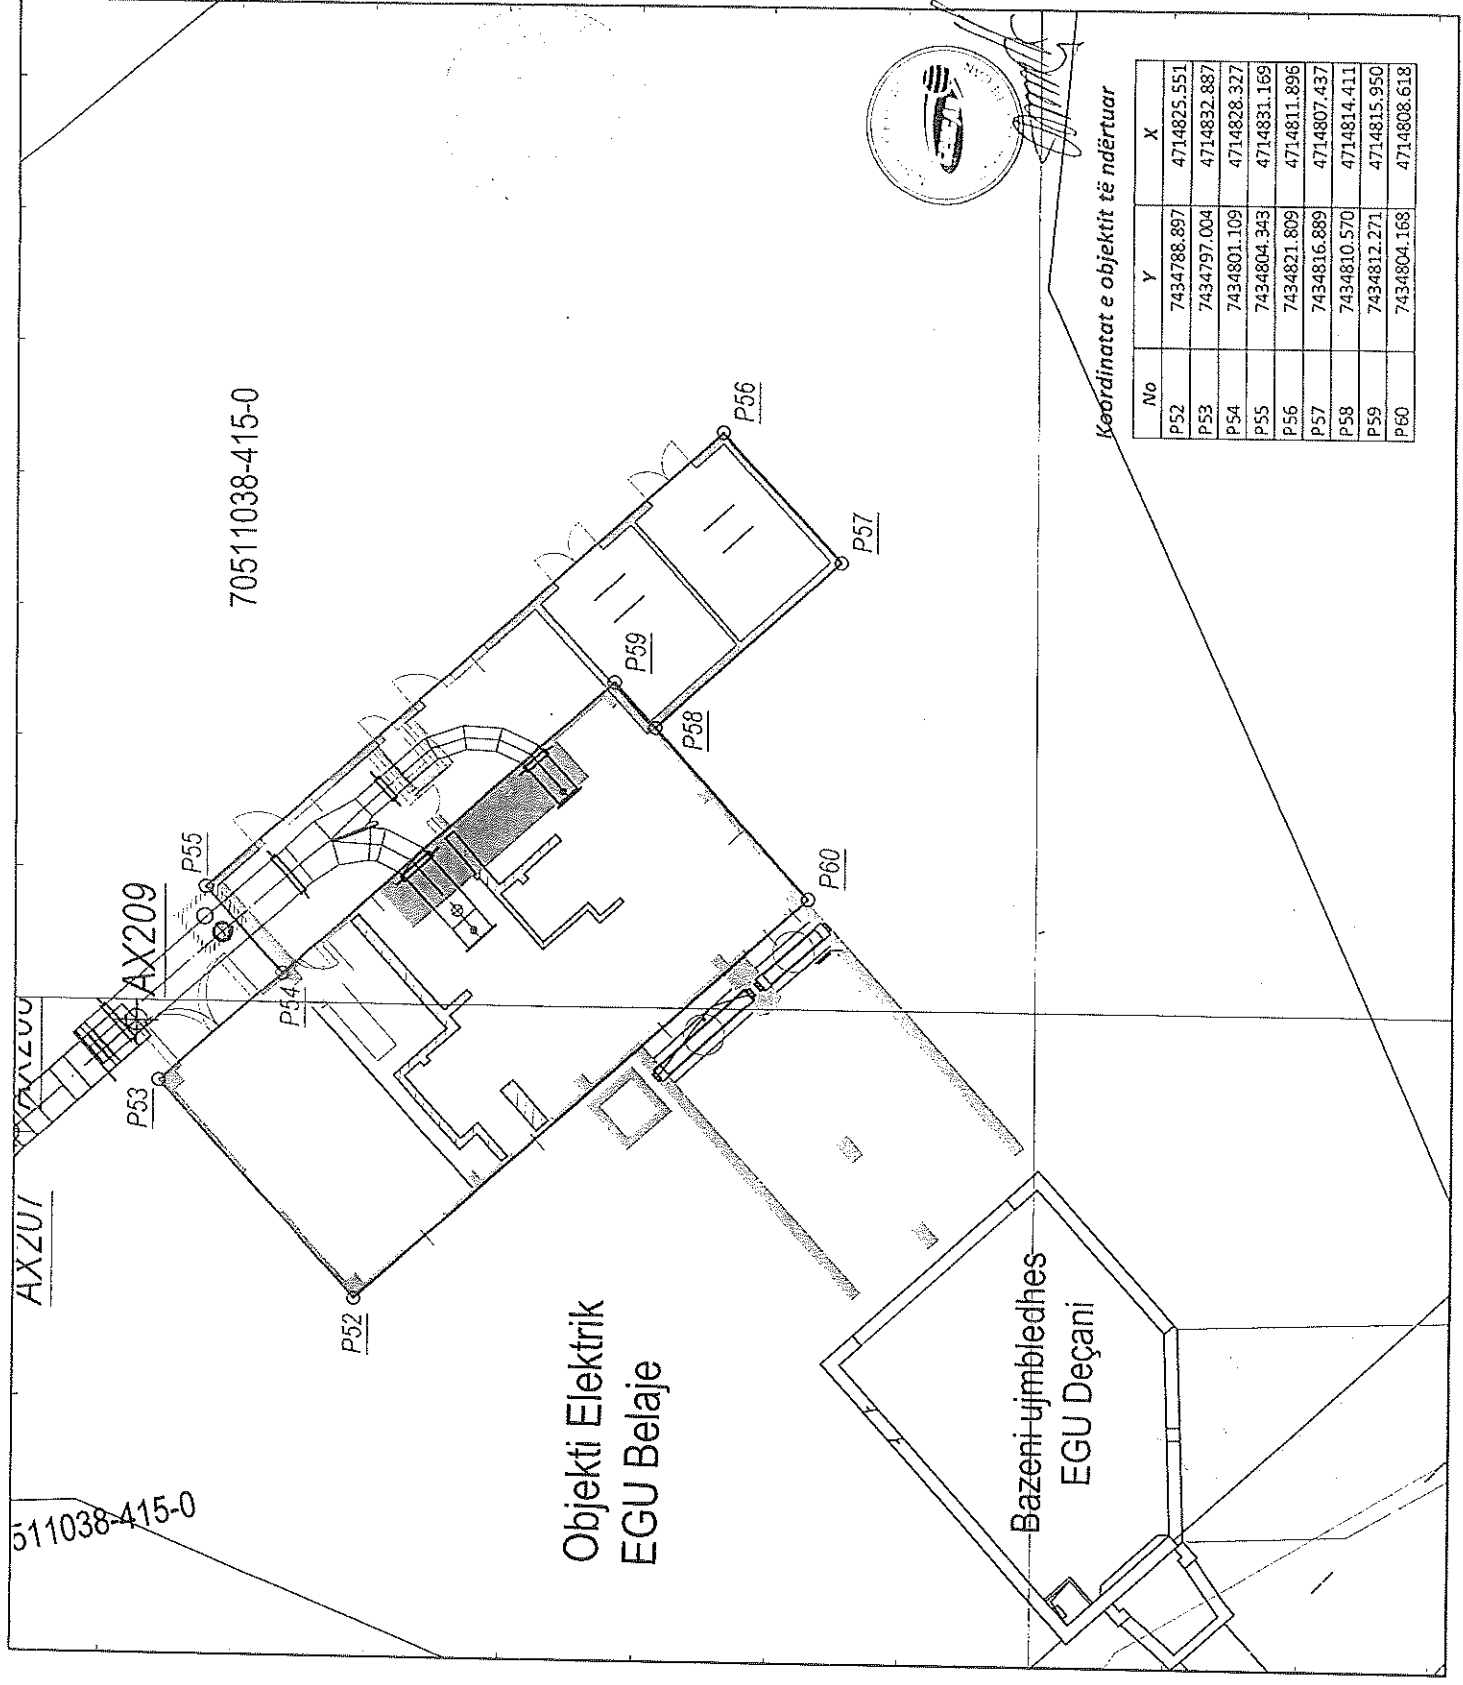 511038-415-0
AX207
AX209
70511038-415-0
P53
P54
P55
P52
P56
P59
P58
P57
P60
Objekti Elektrik
EGU Belaje
Bazeni ujmbledhes
EGU Deçani
Koordinatat e objektit të ndërtuar
No Y X
P52 7434788.897 4714825.551
P53 7434797.004 4714832.887
P54 7434801.109 4714828.327
P55 7434804.343 4714831.169
P56 7434821.809 4714811.896
P57 7434816.889 4714807.437
P58 7434810.570 4714814.411
P59 7434812.271 4714815.950
P60 7434804.168 4714808.618